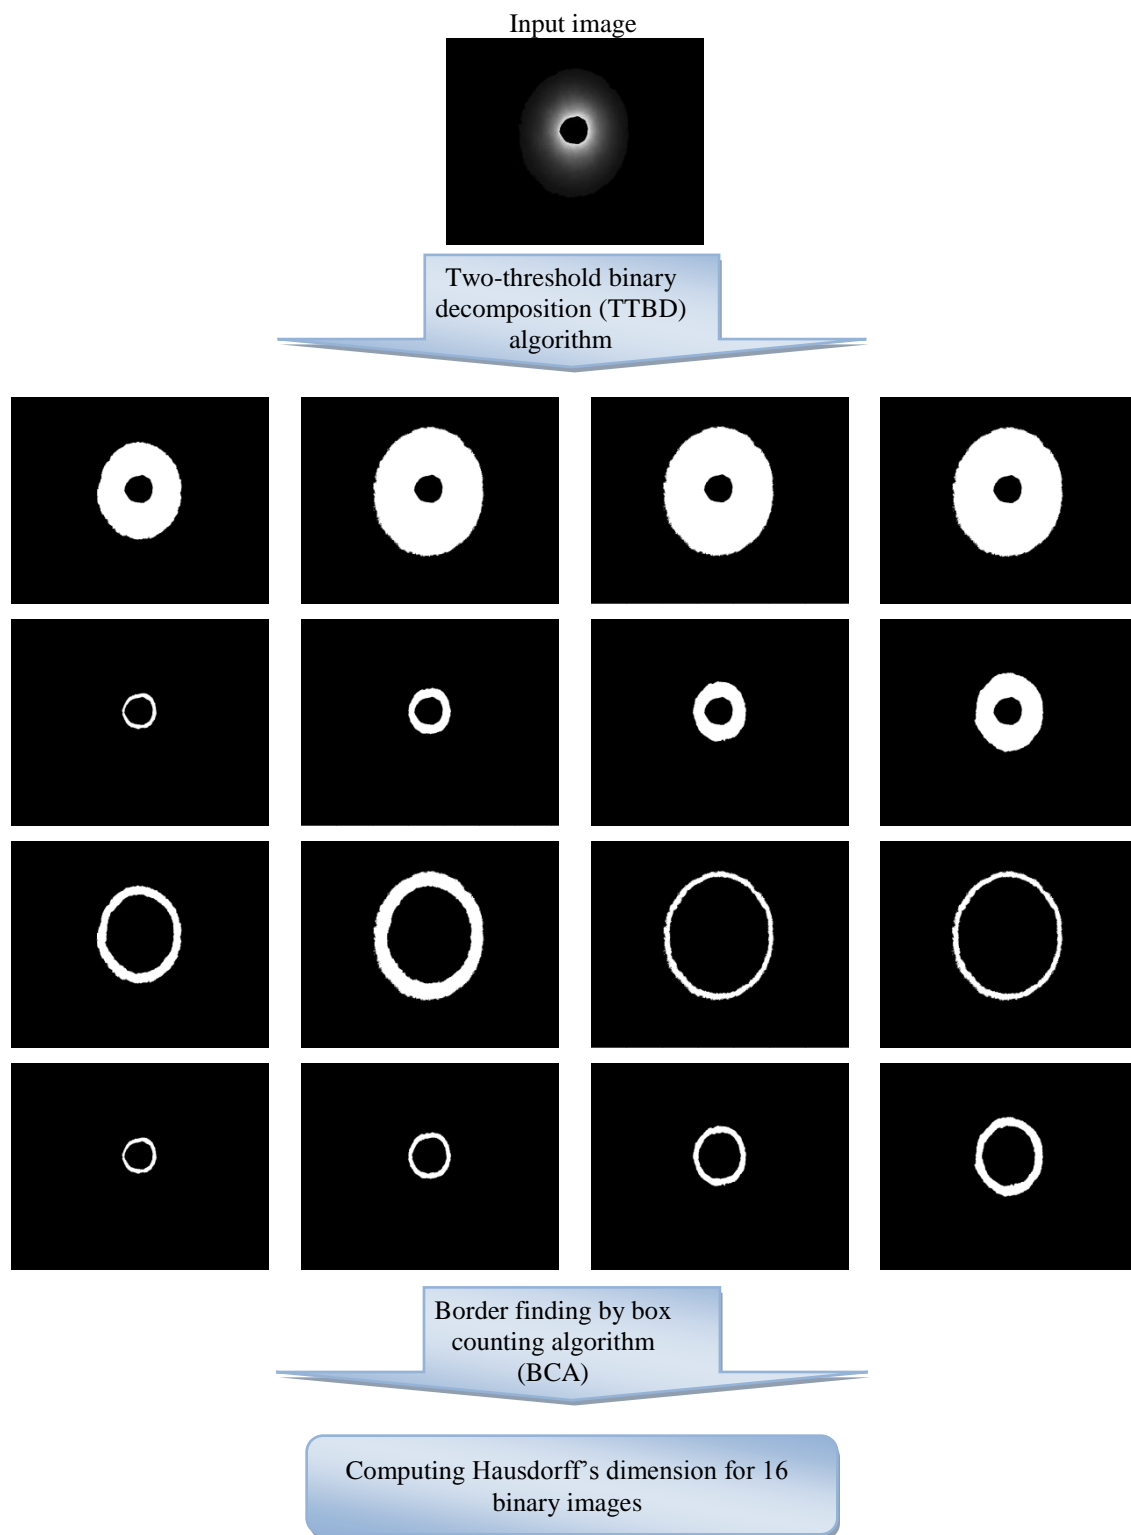 Input image
Two-threshold binary
decomposition (TTBD)
algorithm
Border finding by box
counting algorithm
(BCA)
Computing Hausdorff’s dimension for 16
binary images